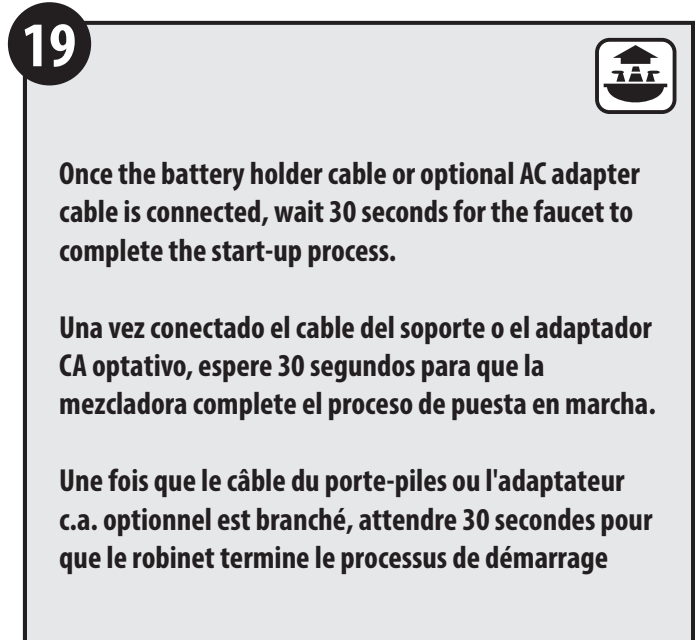 19
Once the battery holder cable or optional AC adapter
cable is connected, wait 30 seconds for the faucet to
complete the start-up process.
Una vez conectado el cable del soporte o el adaptador
CA optativo, espere 30 segundos para que la
mezcladora complete el proceso de puesta en marcha.
Une fois que le câble du porte-piles ou l'adaptateur
c.a. optionnel est branché, attendre 30 secondes pour
que le robinet termine le processus de démarrage